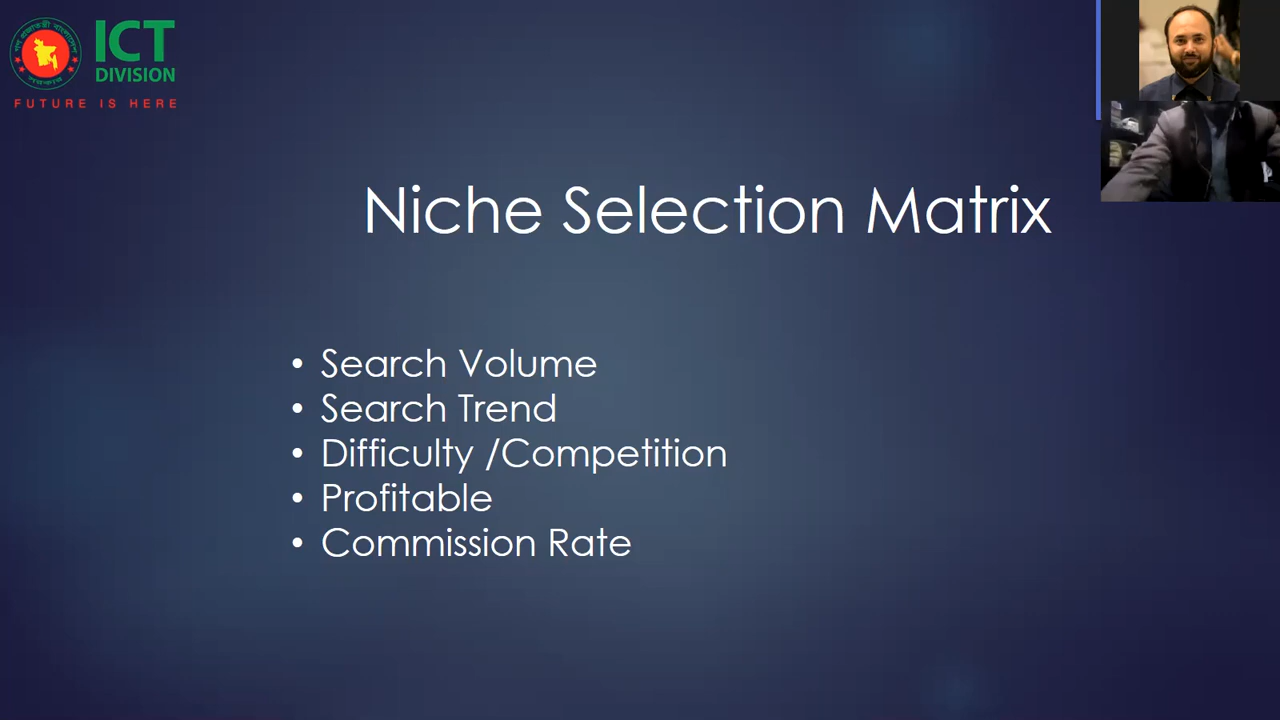 ICT
DIVISION
FUTURE IS HERE
Niche Selection Matrix
• Search Volume
• Search Trend
• Difficulty /Competition
• Profitable
• Commission Rate